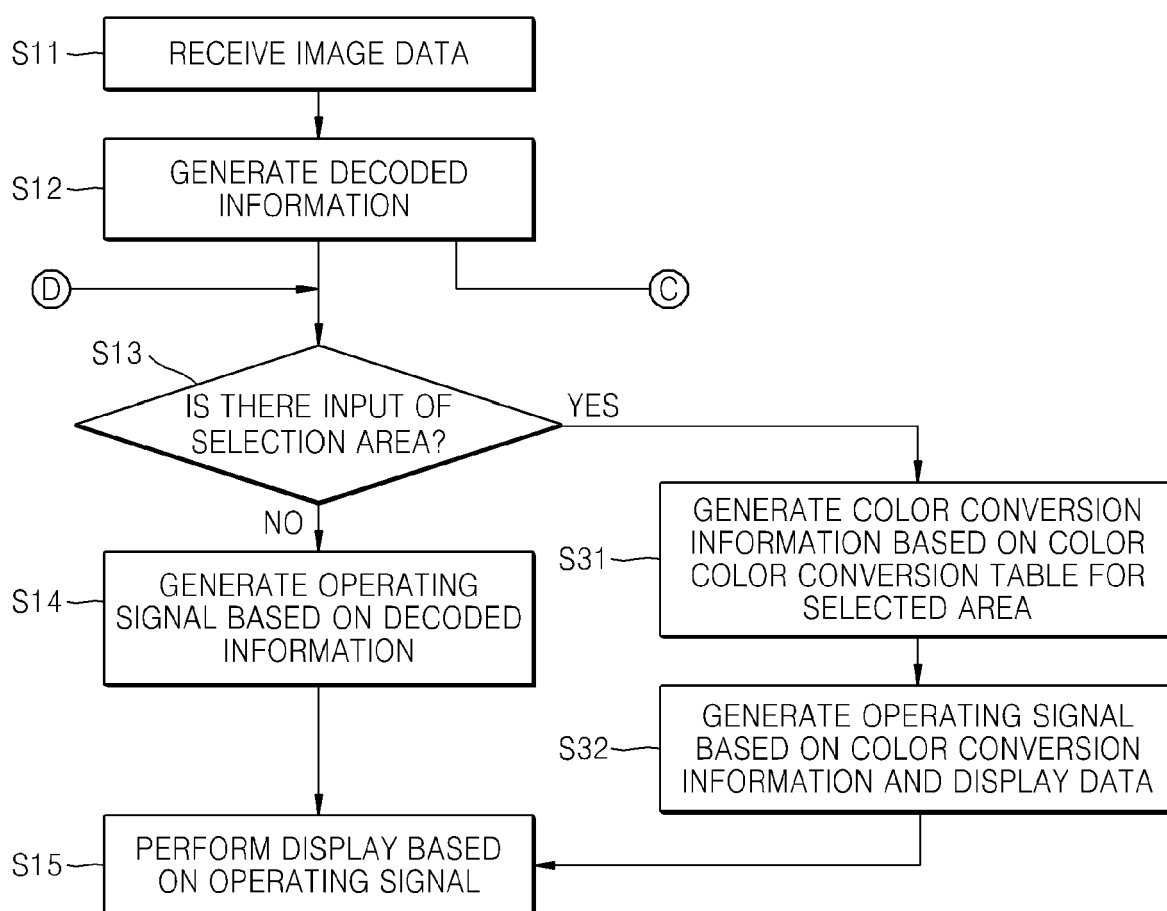 S11
RECEIVE IMAGE DATA
S12
GENERATE DECODED
INFORMATION
D
C
S13
IS THERE INPUT OF
SELECTION AREA?
YES
NO
S14
GENERATE OPERATING
SIGNAL BASED ON DECODED
INFORMATION
S31
GENERATE COLOR CONVERSION
INFORMATION BASED ON COLOR
COLOR CONVERSION TABLE FOR
SELECTED AREA
S32
GENERATE OPERATING SIGNAL
BASED ON COLOR CONVERSION
INFORMATION AND DISPLAY DATA
S15
PERFORM DISPLAY BASED
ON OPERATING SIGNAL